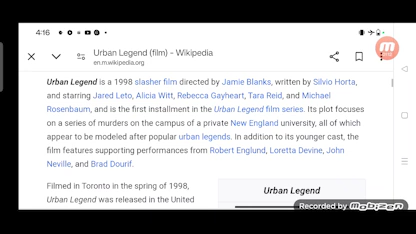 4:16
Urban Legend (film) - Wikipedia
en.m.wikipedia.org
Urban Legend is a 1998 slasher film directed by Jamie Blanks, written by Silvio Horta,
and starring Jared Leto, Alicia Witt, Rebecca Gayheart, Tara Reid, and Michael
Rosenbaum, and is the first installment in the Urban Legend film series. Its plot focuses
on a series of murders on the campus of a private New England university, all of which
appear to be modeled after popular urban legends. In addition to its younger cast, the
film features supporting performances from Robert Englund, Loretta Devine, John
Neville, and Brad Dourif.
Filmed in Toronto in the spring of 1998,
Urban Legend was released in the United
Urban Legend
Recorded by MOBIZEN